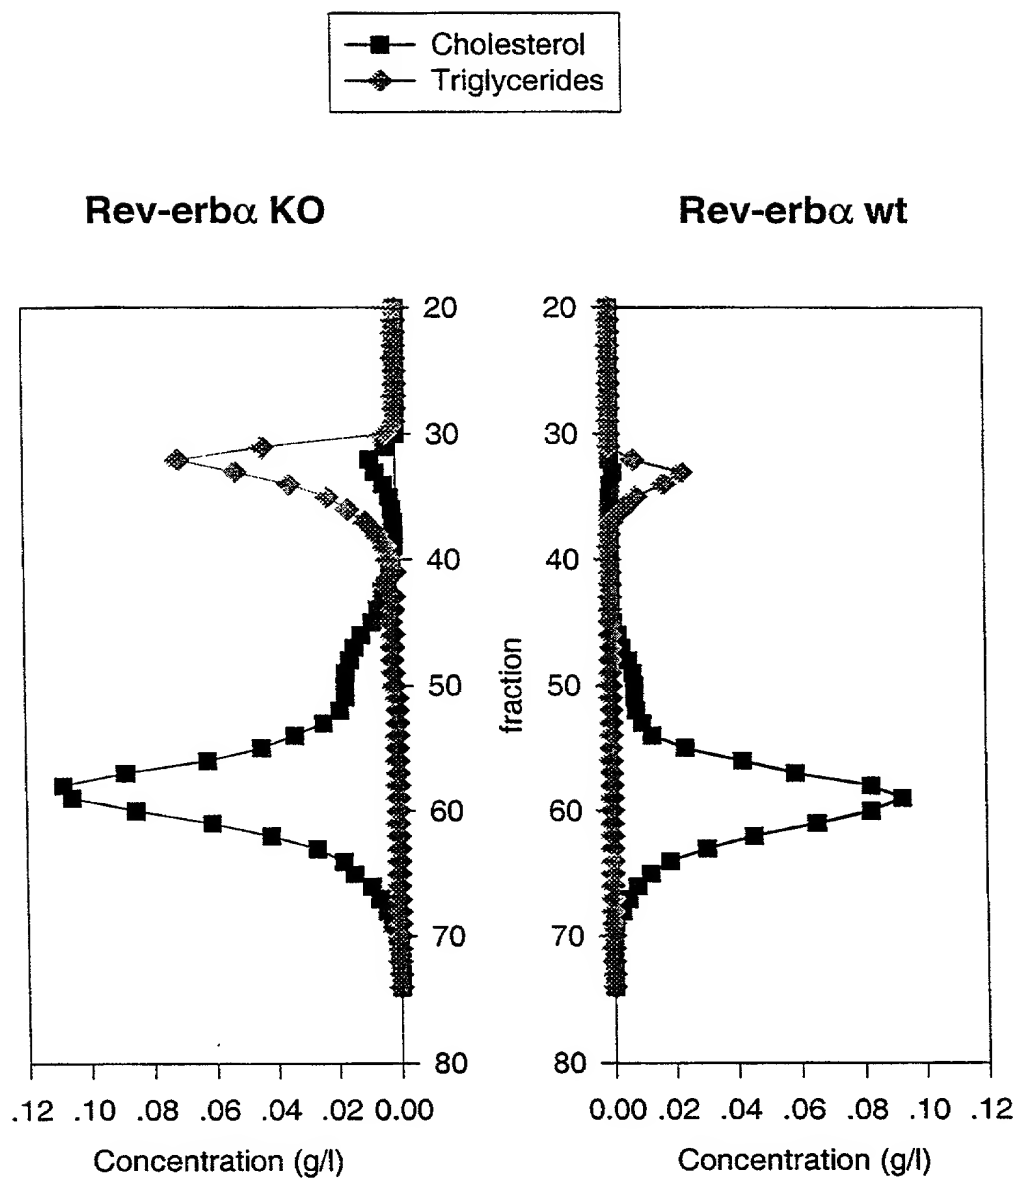 Cholesterol
Triglycerides
Rev-erbα KO
Rev-erbα wt
20
30
40
50
60
70
80
20
30
40
50
60
70
80
fraction
.12 .10 .08 .06 .04 .02 0.00
0.00 .02 .04 .06 .08 .10 .12
Concentration (g/l)
Concentration (g/l)